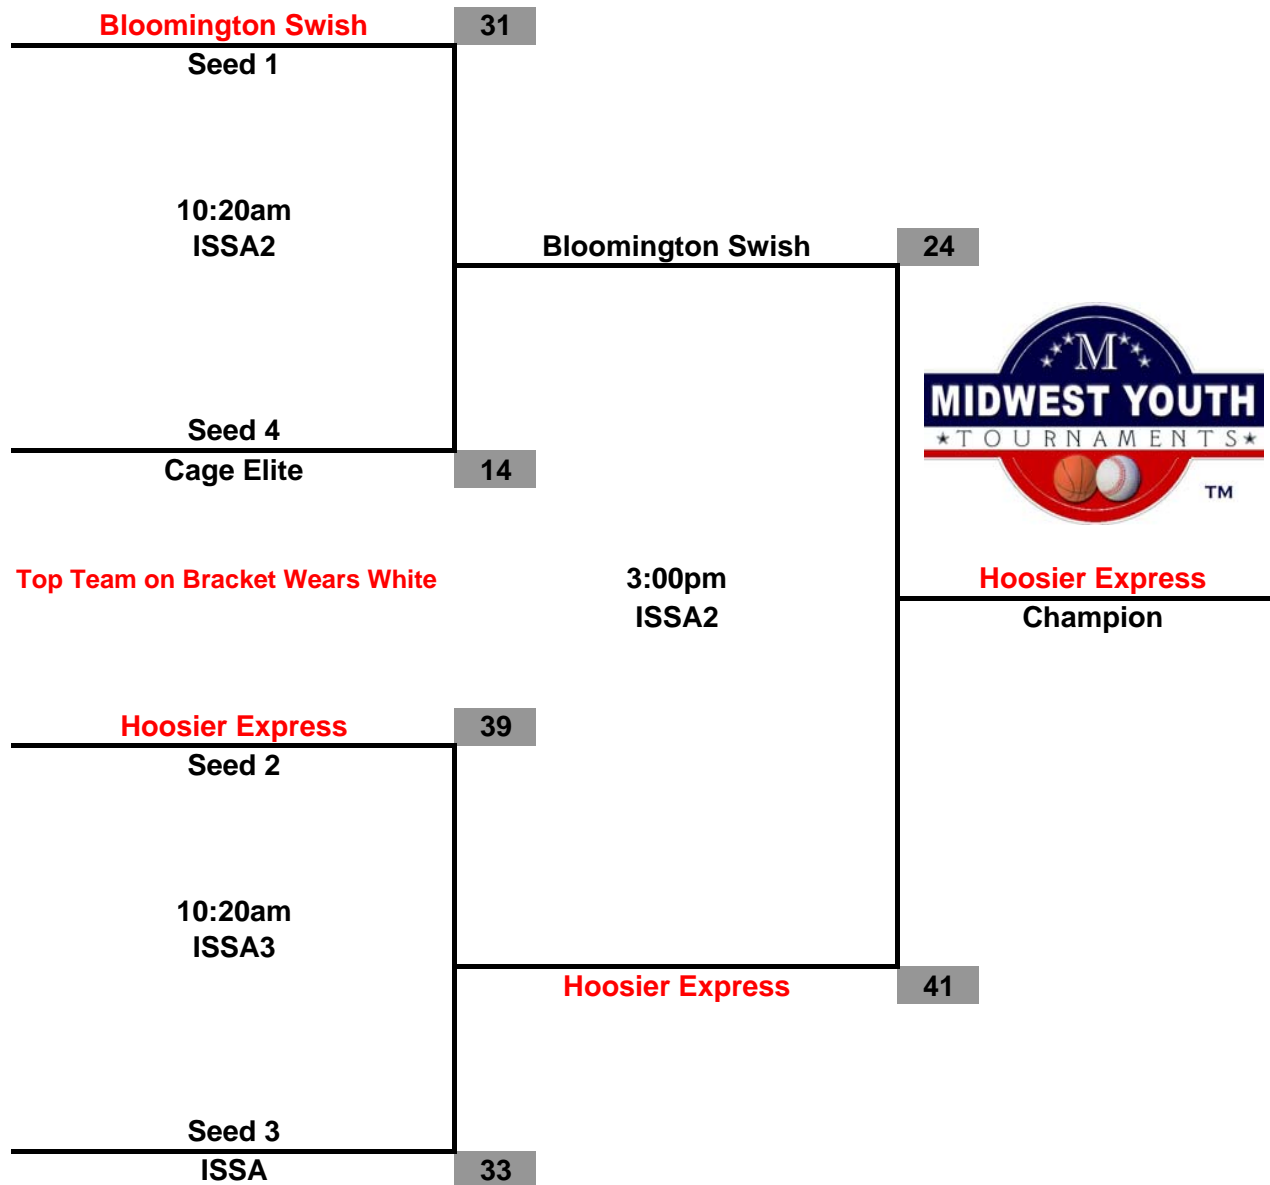 Bloomington Swish 31
Seed 1
10:20am
ISSA2
Bloomington Swish 24
M
MIDWEST YOUTH
TOURNAMENTS
TM
Seed 4
Cage Elite 14
Top Team on Bracket Wears White
3:00pm
ISSA2
Hoosier Express
Champion
Hoosier Express 39
Seed 2
10:20am
ISSA3
Hoosier Express 41
Seed 3
ISSA 33